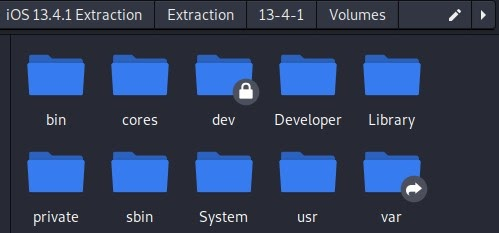 iOS 13.4.1 Extraction Extraction 13-4-1 Volumes
bin cores dev Developer Library
private sbin System usr var